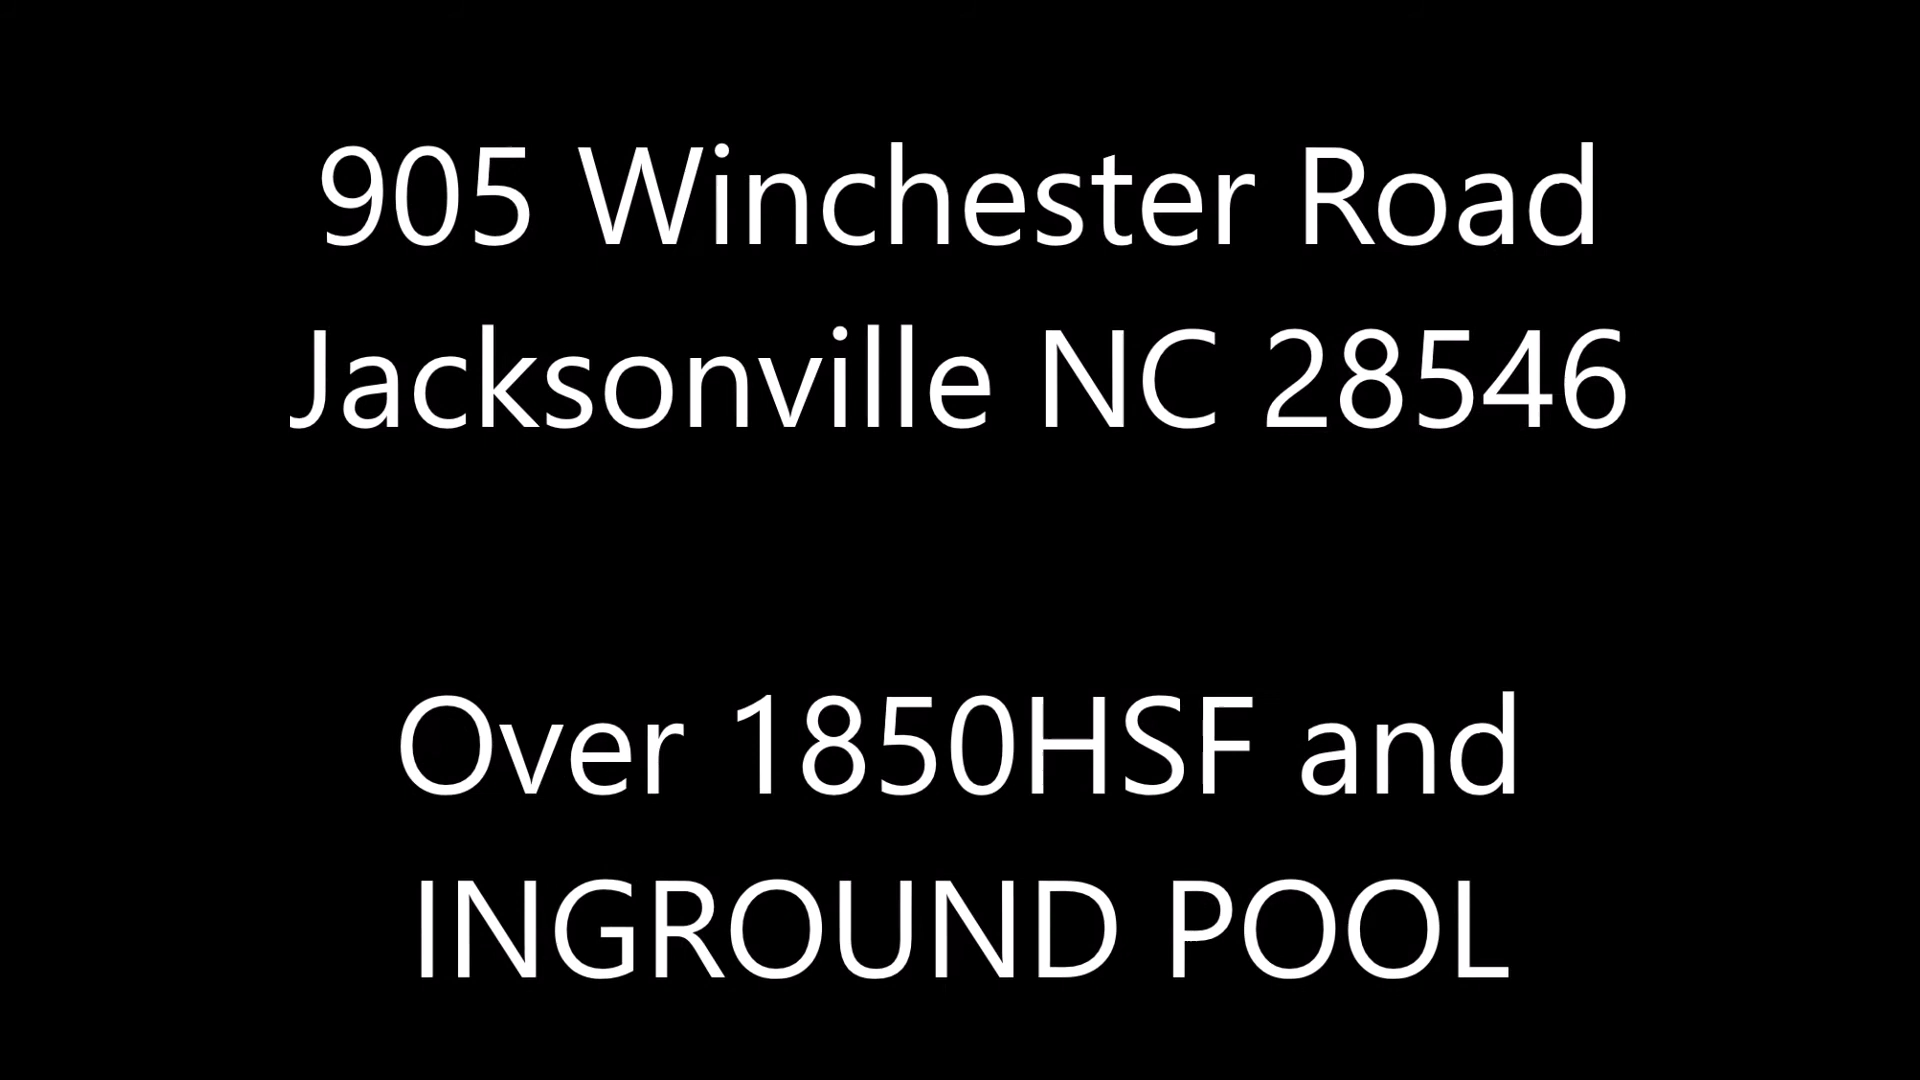 905 Winchester Road
Jacksonville NC 28546
Over 1850HSF and
INGROUND POOL